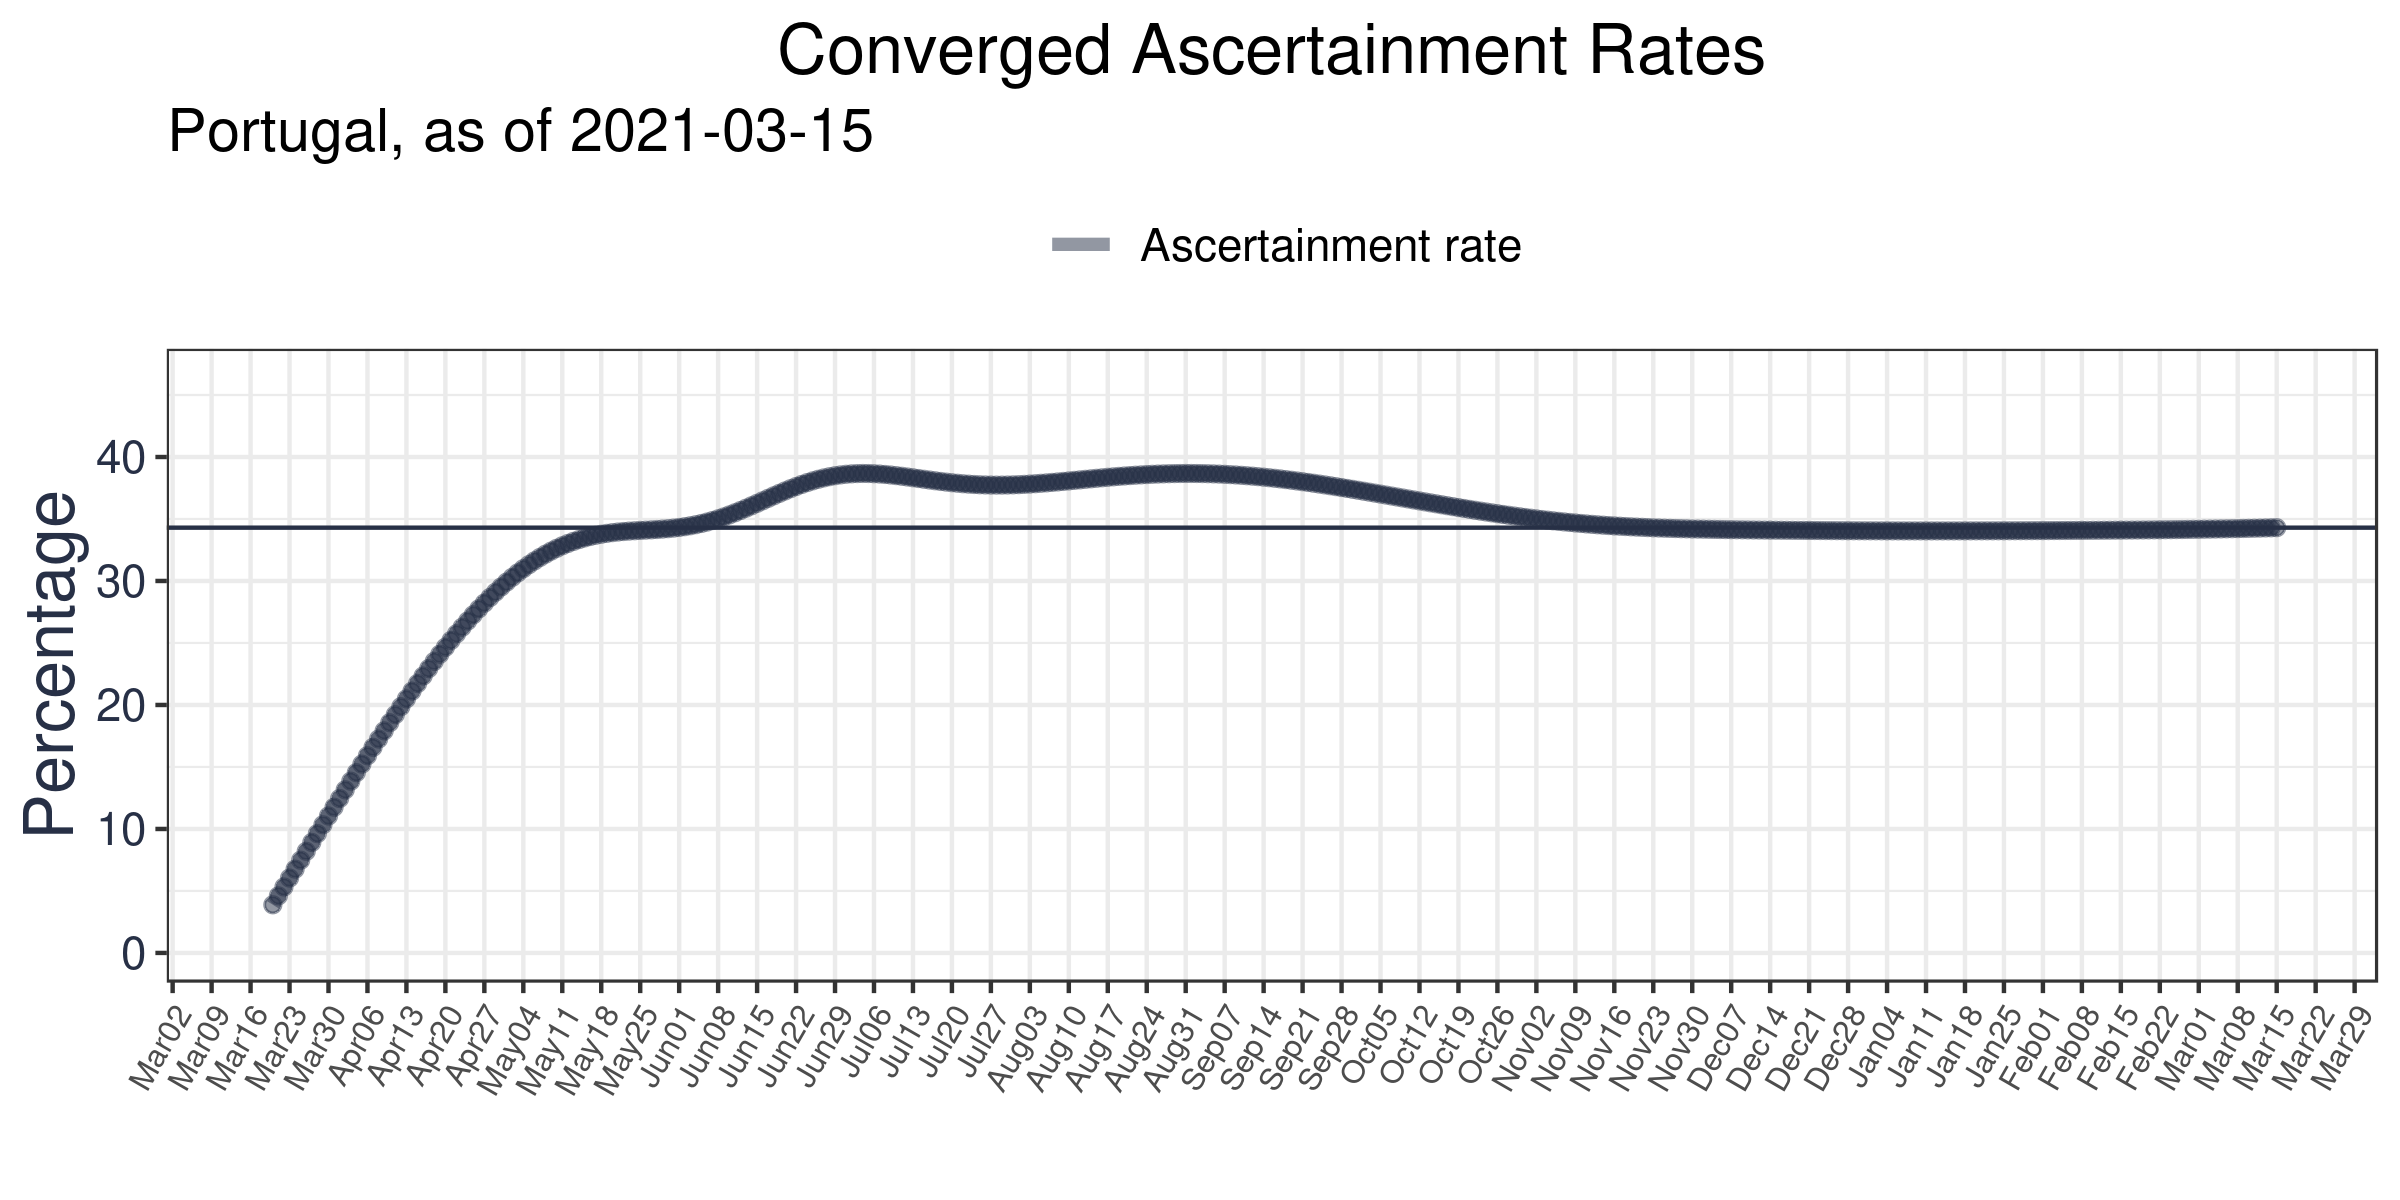 Converged Ascertainment Rates
Portugal, as of 2021-03-15
Ascertainment rate
Percentage
40
30
20
10
0
Mar02 Mar09 Mar16 Mar23 Mar30 Apr06 Apr13 Apr20 Apr27 May04 May11 May18 May25 Jun01 Jun08 Jun15 Jun22 Jun29 Jul06 Jul13 Jul20 Jul27 Aug03 Aug10 Aug17 Aug24 Aug31 Sep07 Sep14 Sep21 Sep28 Oct05 Oct12 Oct19 Oct26 Nov02 Nov09 Nov16 Nov23 Nov30 Dec07 Dec14 Dec21 Dec28 Jan04 Jan11 Jan18 Jan25 Feb01 Feb08 Feb15 Feb22 Mar01 Mar08 Mar15 Mar22 Mar29